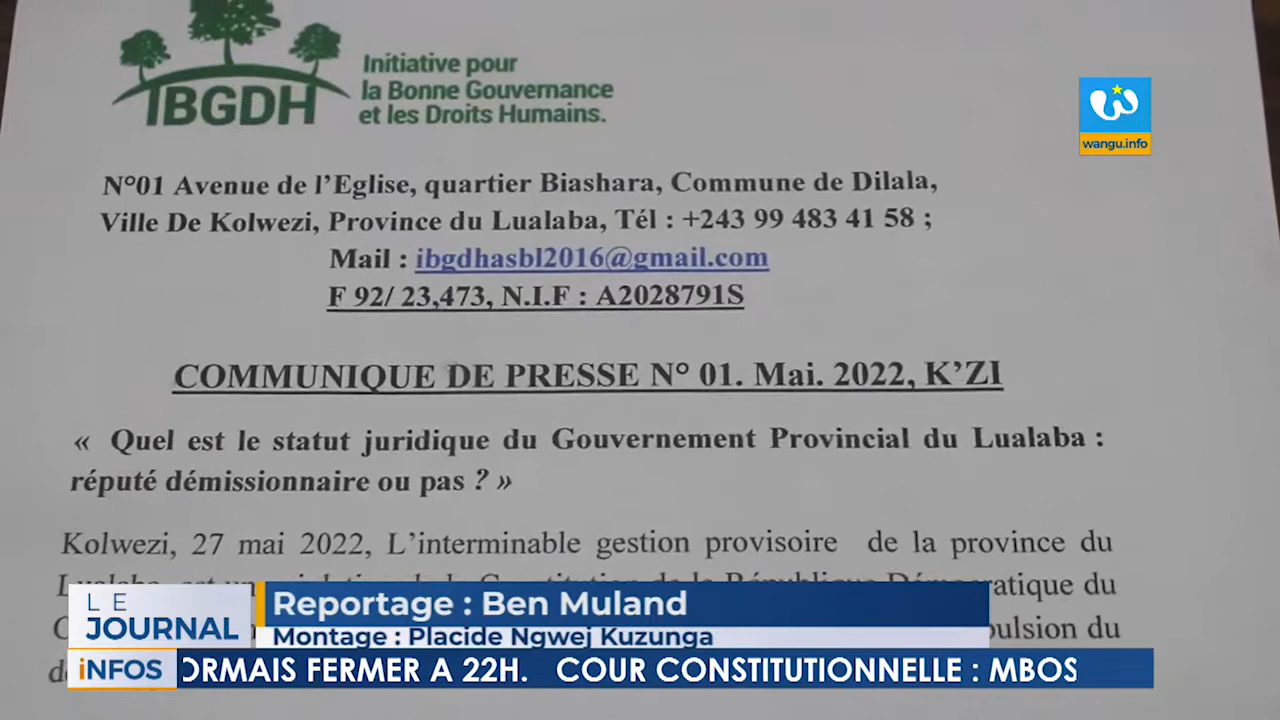 IBGDH
Initiative pour
la Bonne Gouvernance
et les Droits Humains.
wangu.info
N°01 Avenue de l’Eglise, quartier Biashara, Commune de Dilala,
Ville De Kolwezi, Province du Lualaba, Tél : +243 99 483 41 58 ;
Mail : ibgdhasbl2016@gmail.com
F 92/ 23,473, N.I.F : A2028791S
COMMUNIQUE DE PRESSE N° 01. Mai. 2022, K’ZI
« Quel est le statut juridique du Gouvernement Provincial du Lualaba :
réputé démissionnaire ou pas ? »
Kolwezi, 27 mai 2022, L’interminable gestion provisoire de la province du
République Démocratique du
du
LE
JOURNAL
Reportage : Ben Muland
Montage : Placide Ngwej Kuzunga
iNFOS
ORMAIS FERMER A 22H. COUR CONSTITUTIONNELLE : MBOS